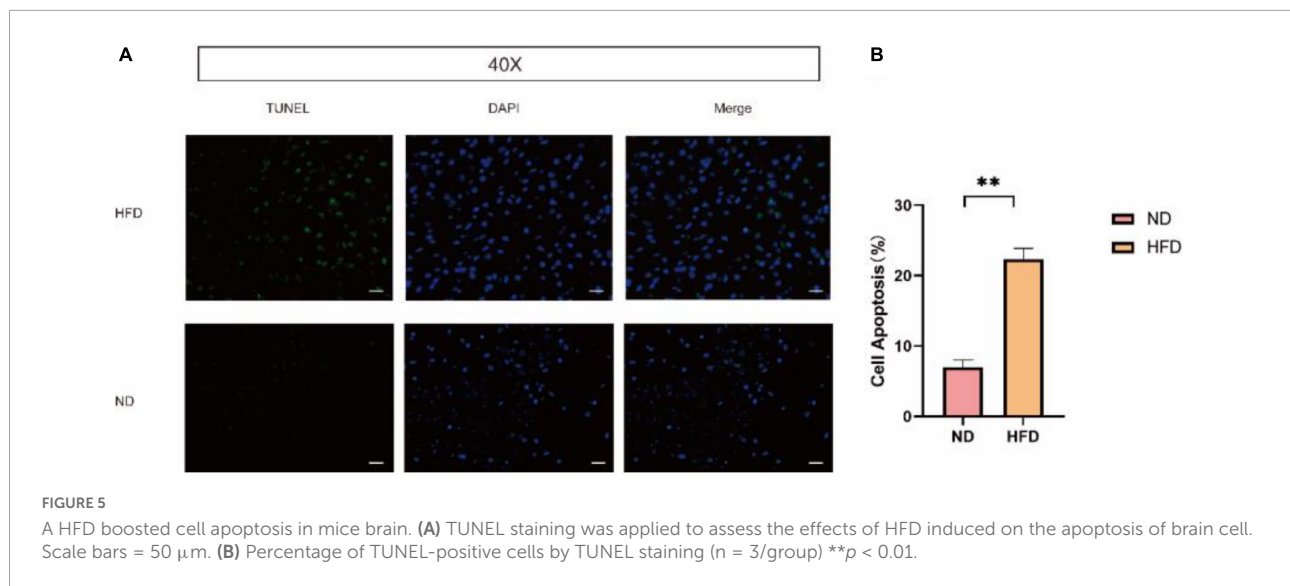 A
40X
TUNEL DAPI Merge
HFD
ND
B
**
30
20
10
0
Cell Apoptosis(%)
ND HFD
ND
HFD
FIGURE 5
A HFD boosted cell apoptosis in mice brain. (A) TUNEL staining was applied to assess the effects of HFD induced on the apoptosis of brain cell.
Scale bars = 50 μm. (B) Percentage of TUNEL-positive cells by TUNEL staining (n = 3/group) **p < 0.01.